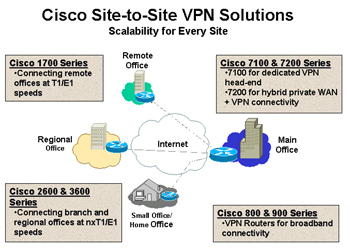 Cisco Site-to-Site VPN Solutions
Scalability for Every Site
Cisco 1700 Series
•Connecting remote
offices at T1/E1
speeds
Remote
Office
Cisco 7100 & 7200 Series
•7100 for dedicated VPN
head-end
•7200 for hybrid private WAN
+ VPN connectivity
Regional
Office
Internet
Main
Office
Cisco 2600 & 3600
Series
•Connecting branch and
regional offices at nxT1/E1
speeds
Small Office/
Home Office
Cisco 800 & 900 Series
•VPN Routers for broadband
connectivity